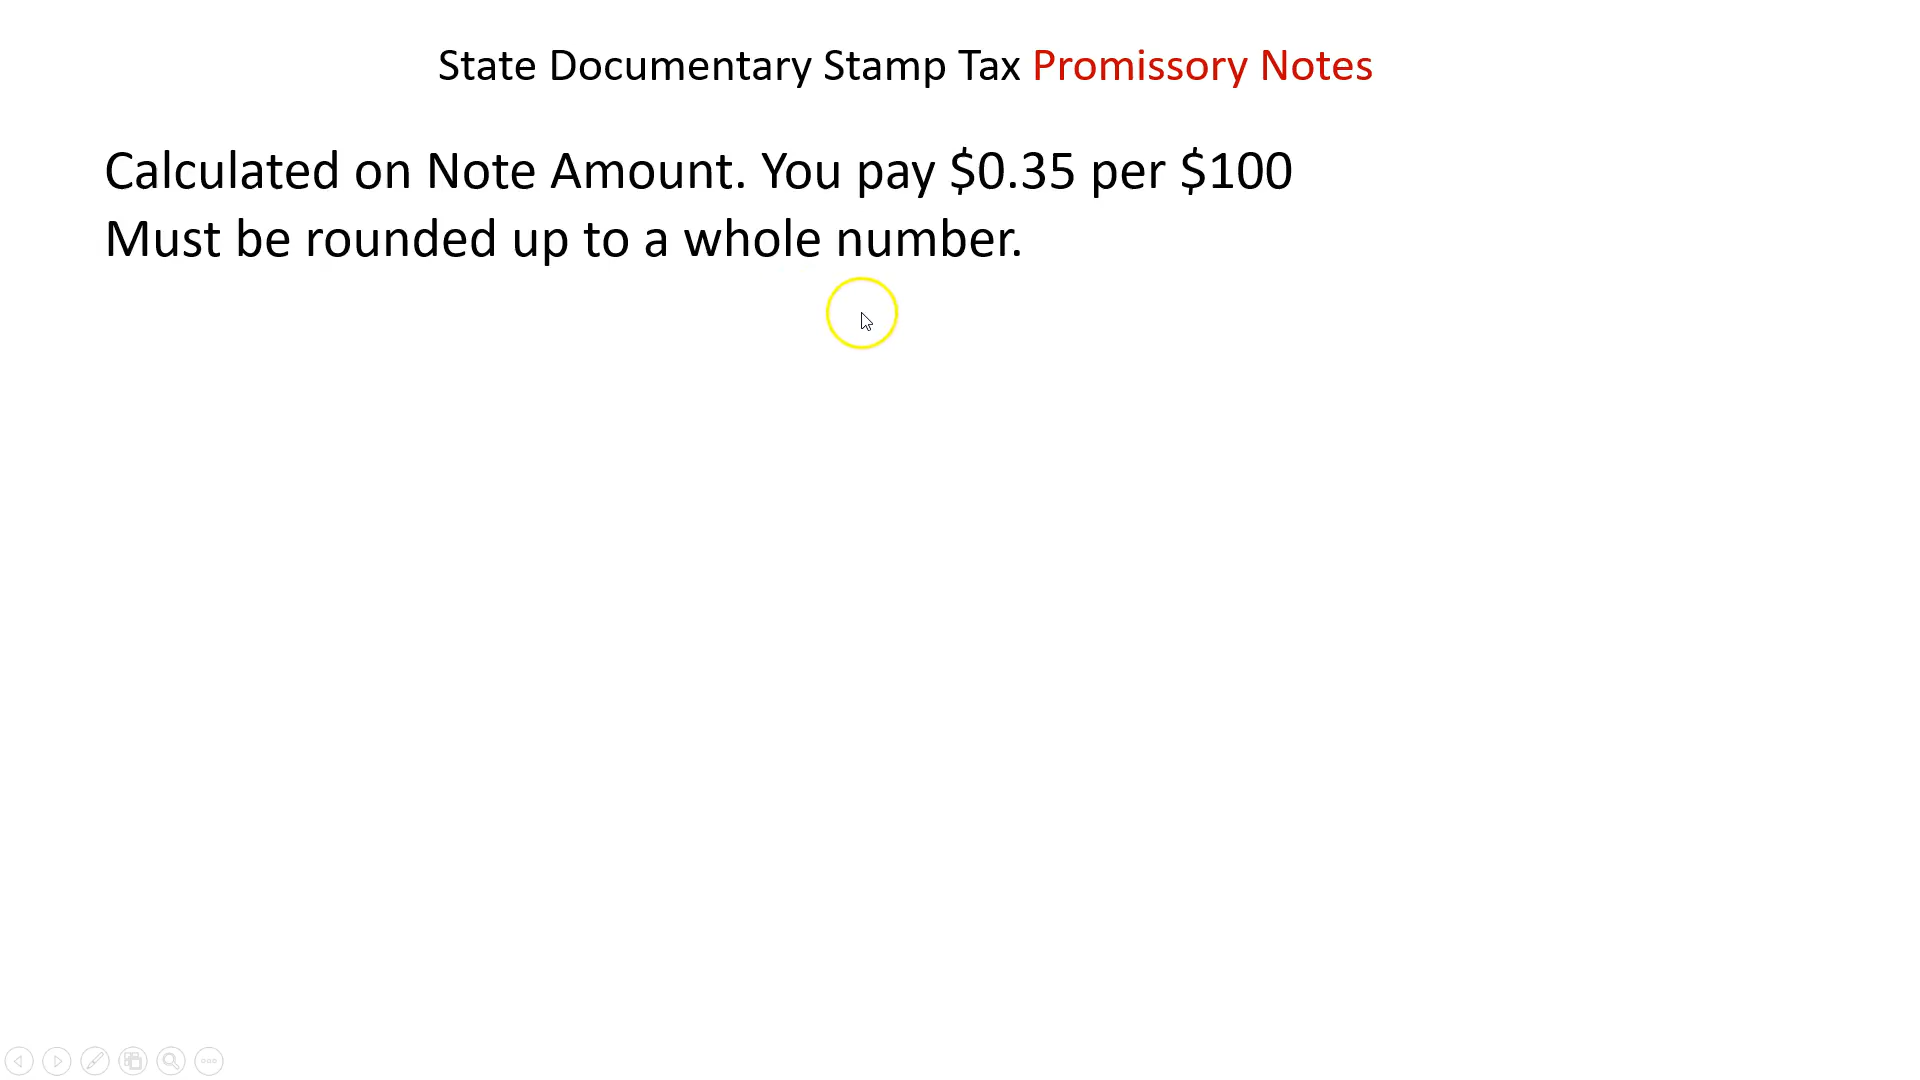 State Documentary Stamp Tax Promissory Notes
Calculated on Note Amount. You pay $0.35 per $100
Must be rounded up to a whole number.